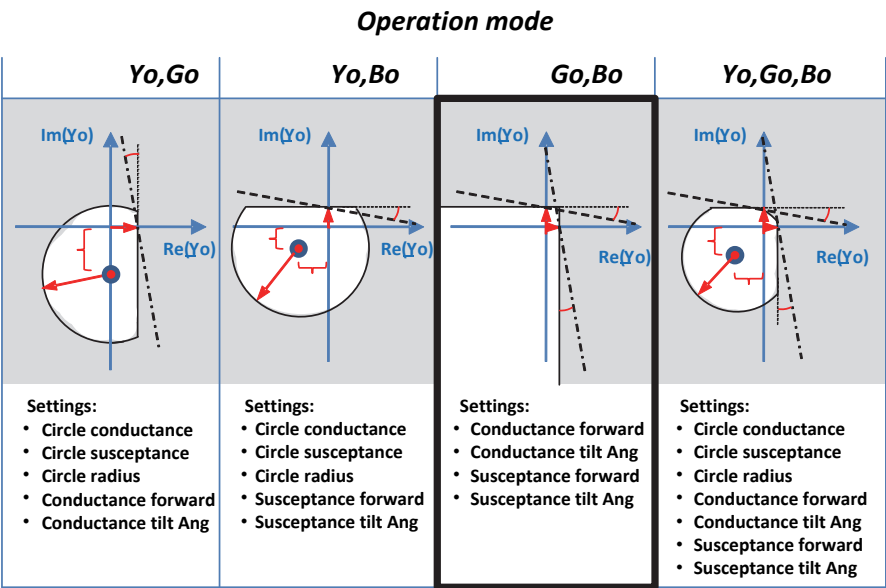 Operation mode
Yo,Go
Yo,Bo
Go,Bo
Yo,Go,Bo
Im(Yo)
Im(Yo)
Im(Yo)
Im(Yo)
Re(Yo)
Re(Yo)
Re(Yo)
Re(Yo)
Settings:
• Circle conductance
• Circle susceptance
• Circle radius
• Conductance forward
• Conductance tilt Ang
Settings:
• Circle conductance
• Circle susceptance
• Circle radius
• Susceptance forward
• Susceptance tilt Ang
Settings:
• Conductance forward
• Conductance tilt Ang
• Susceptance forward
• Susceptance tilt Ang
Settings:
• Circle conductance
• Circle susceptance
• Circle radius
• Conductance forward
• Conductance tilt Ang
• Susceptance forward
• Susceptance tilt Ang